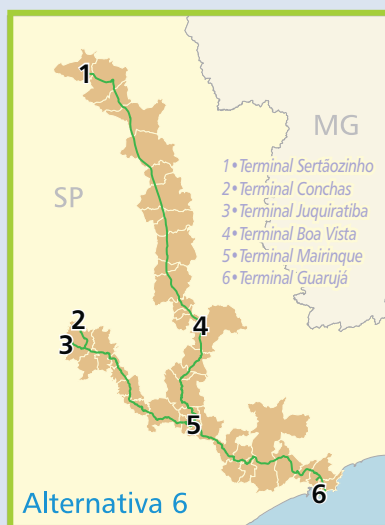 1
MG
1•Terminal Sertãozinho
SP
2•Terminal Conchas
3•Terminal Juquiratiba
4•Terminal Boa Vista
5•Terminal Mairinque
6•Terminal Guarujá
2
4
3
5
Alternativa 6
6